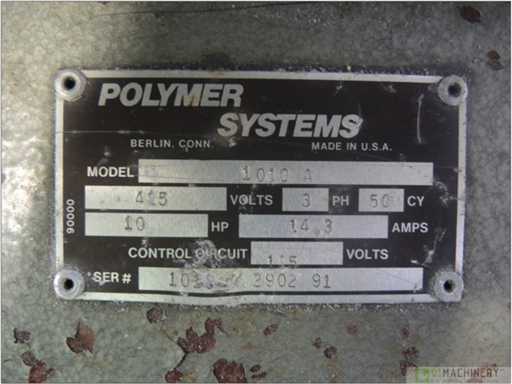 POLYMER
SYSTEMS
BERLIN, CONN. MADE IN U.S.A.
MODEL 1010 A
415 VOLTS 3 PH 50 CY
10 HP 14.3 AMPS
CONTROL CIRCUIT 115 VOLTS
SER # 2902 91
90000
MACHINERY